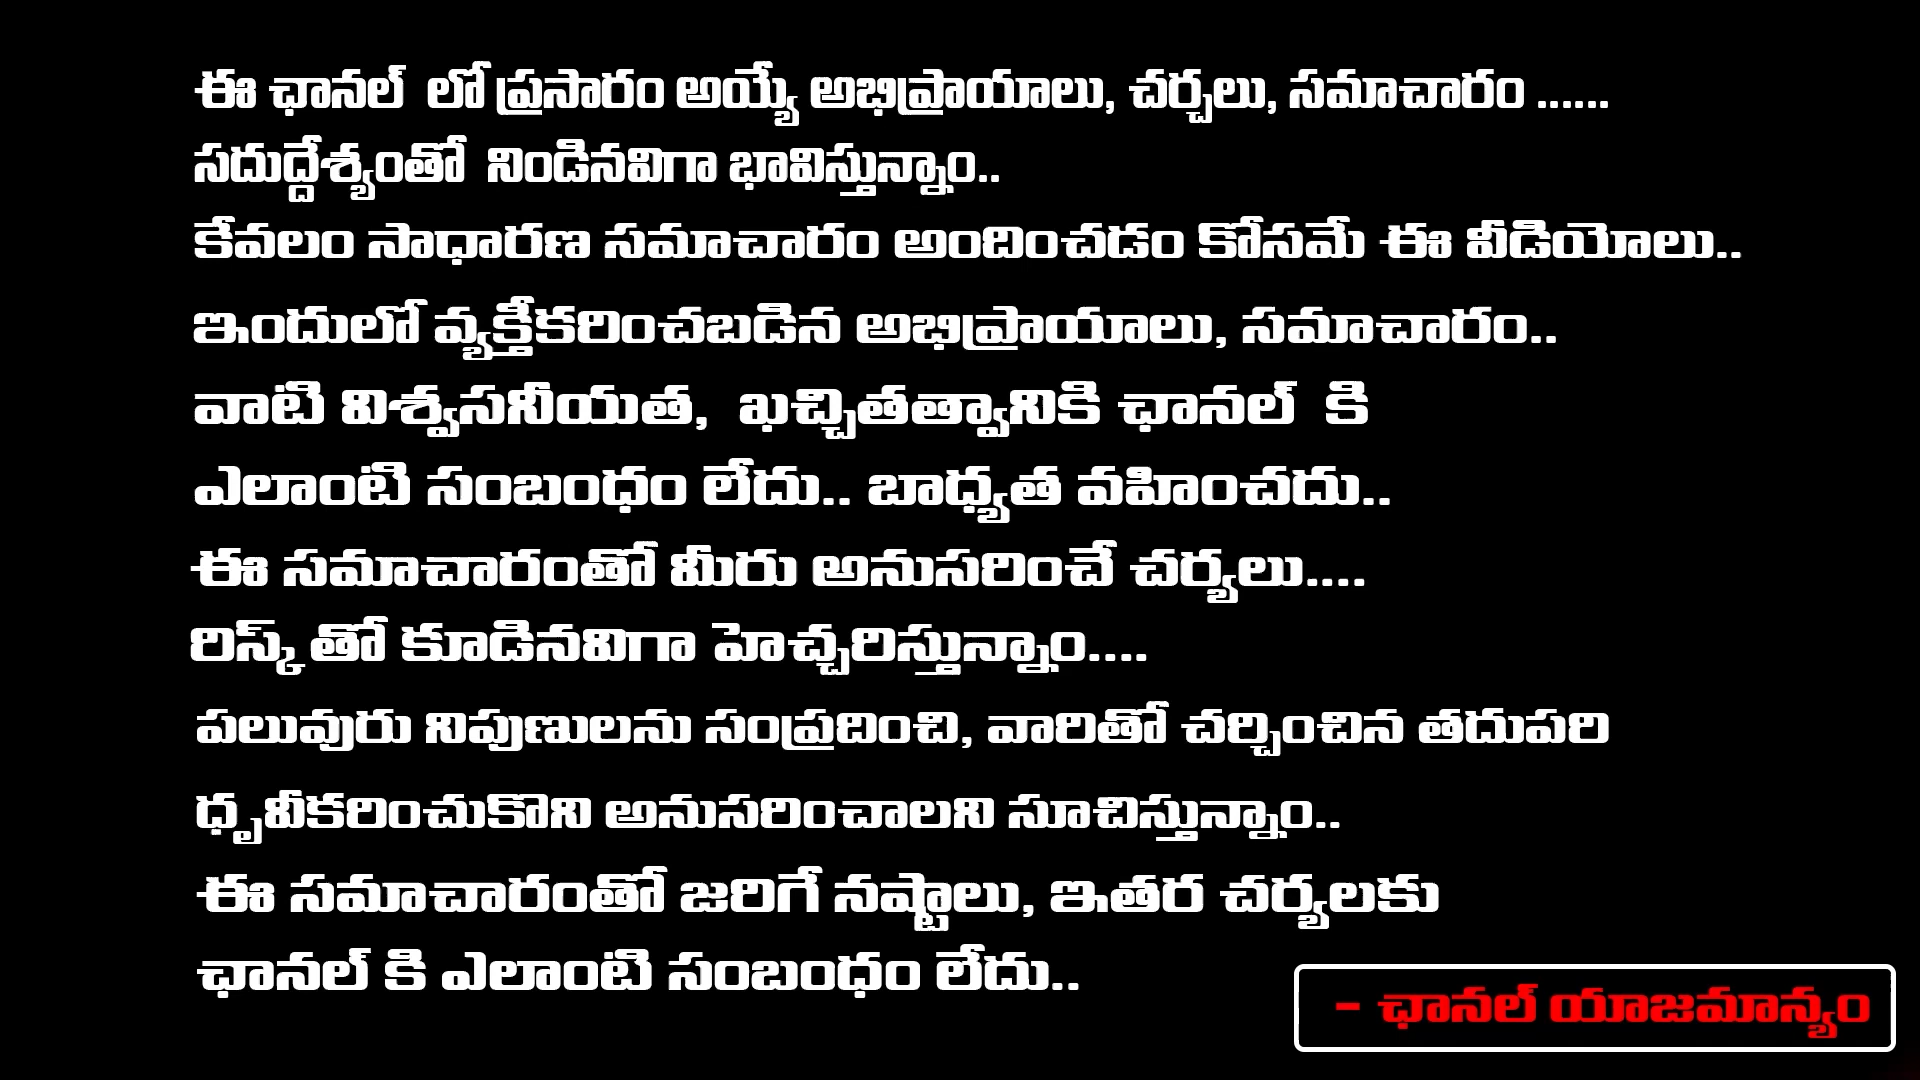 ఈ ఛానల్ లో ప్రసారం అయ్యే అభిప్రాయాలు, చర్చలు, సమాచారం ......
సదుద్దేశ్యంతో నిండినవిగా భావిస్తున్నాం..
కేవలం సాధారణ సమాచారం అందించడం కోసమే ఈ వీడియోలు..
ఇందులో వ్యక్తీకరించబడిన అభిప్రాయాలు, సమాచారం..
వాటి విశ్వసనీయత, ఖచ్చితత్వానికి ఛానల్ కి
ఎలాంటి సంబంధం లేదు.. బాధ్యత వహించదు..
ఈ సమాచారంతో మీరు అనుసరించే చర్యలు....
రిస్క్ తో కూడినవిగా హెచ్చరిస్తున్నాం....
పలువురు నిపుణులను సంప్రదించి, వారితో చర్చించిన తదుపరి
ధృవీకరించుకొని అనుసరించాలని సూచిస్తున్నాం..
ఈ సమాచారంతో జరిగే నష్టాలు, ఇతర చర్యలకు
ఛానల్ కి ఎలాంటి సంబంధం లేదు..
- ఛానల్ యాజమాన్యం